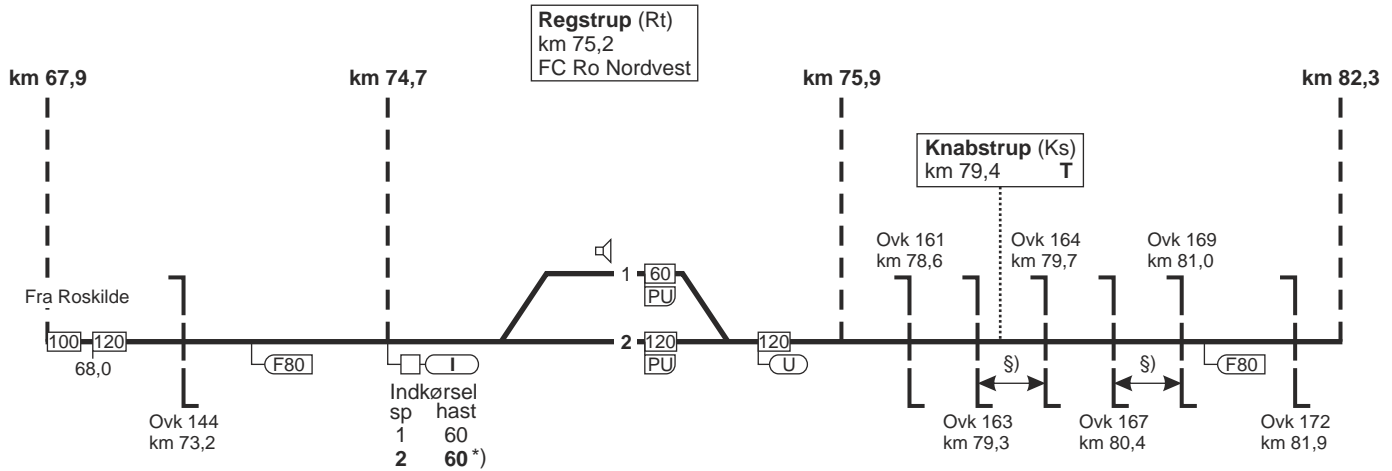 Regstrup (Rt)
km 75,2
FC Ro Nordvest
km 67,9
km 74,7
km 75,9
km 82,3
Knabstrup (Ks)
km 79,4 T
Ovk 161
km 78,6
Ovk 164
km 79,7
Ovk 169
km 81,0
Fra Roskilde
1 60
PU
100 120
68,0
F80
I
2 120
PU
120
U
§)
§)
F80
Indkørsel
sp hast
1 60
2 60 *)
Ovk 144
km 73,2
Ovk 163
km 79,3
Ovk 167
km 80,4
Ovk 172
km 81,9